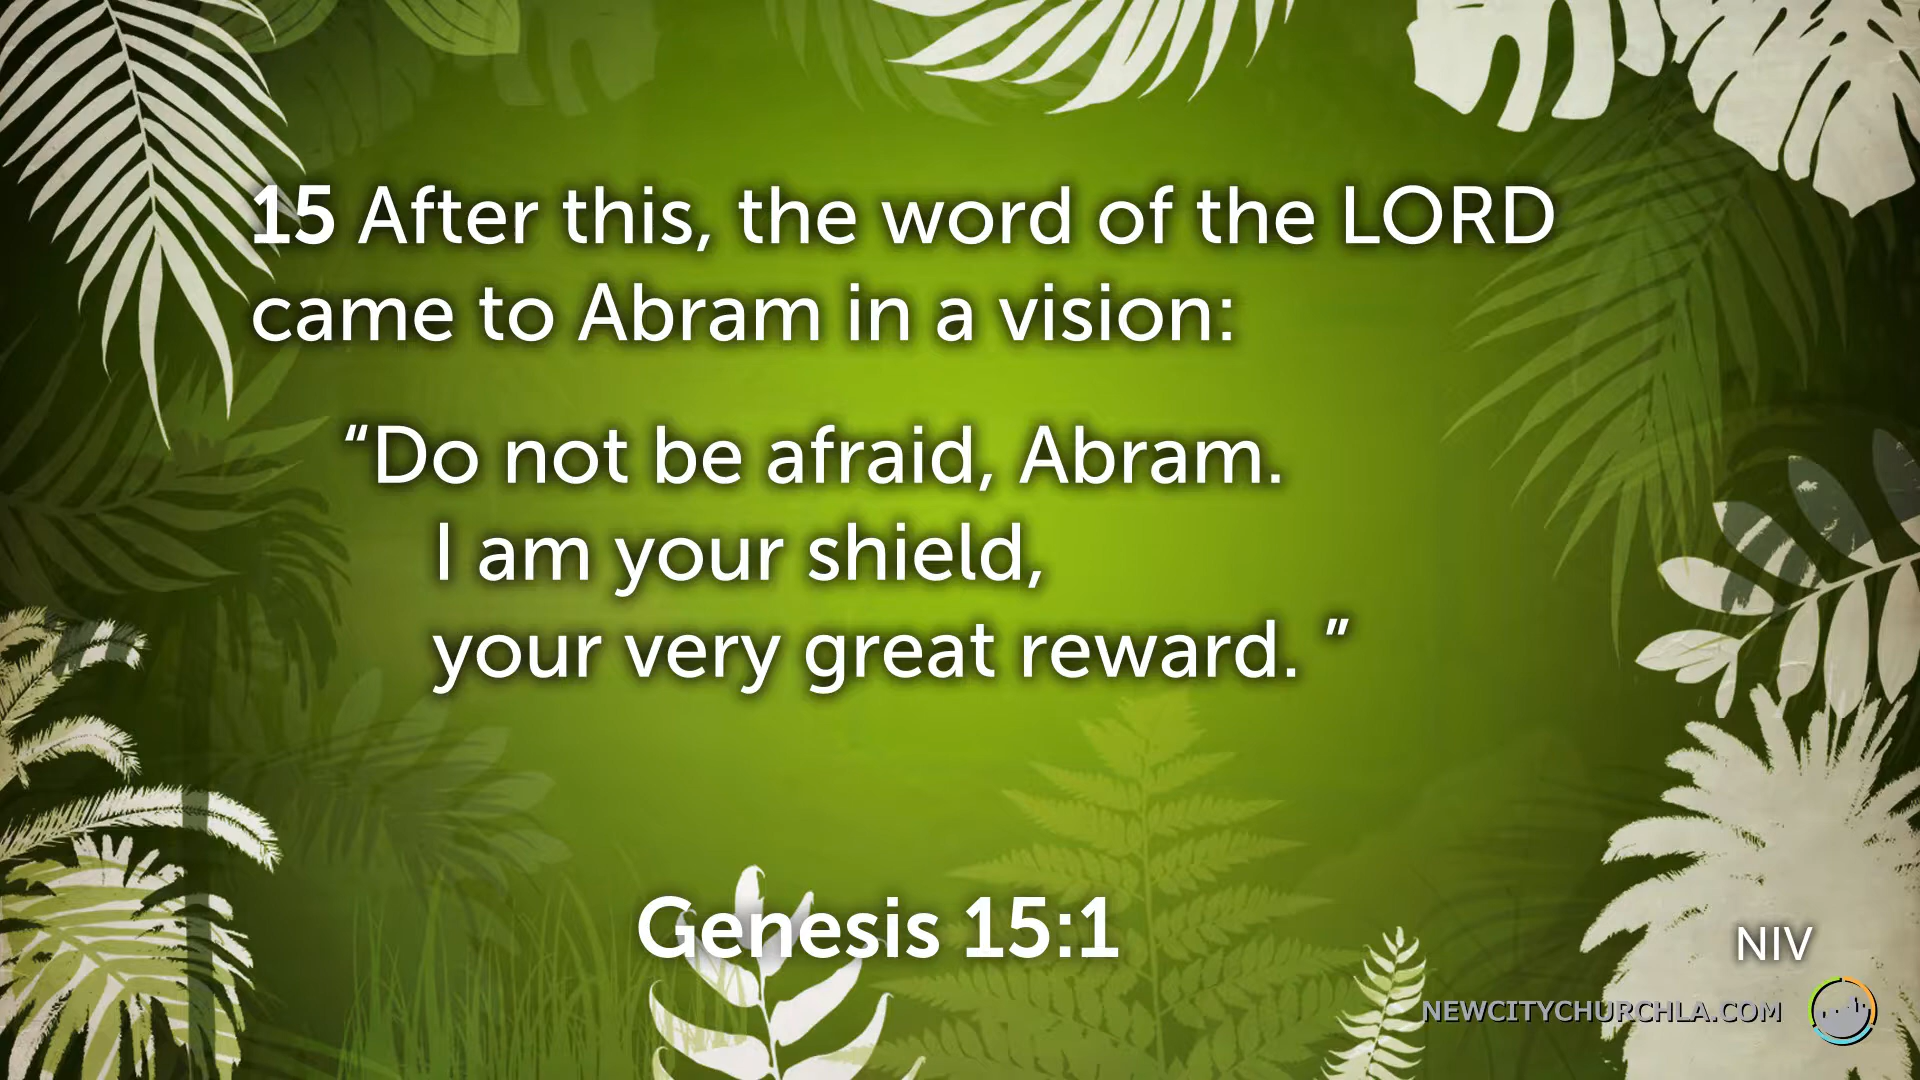 15 After this, the word of the LORD
came to Abram in a vision:
“Do not be afraid, Abram.
I am your shield,
your very great reward. ”
Genesis 15:1
NIV
NEWCITYCHURCHLA.COM